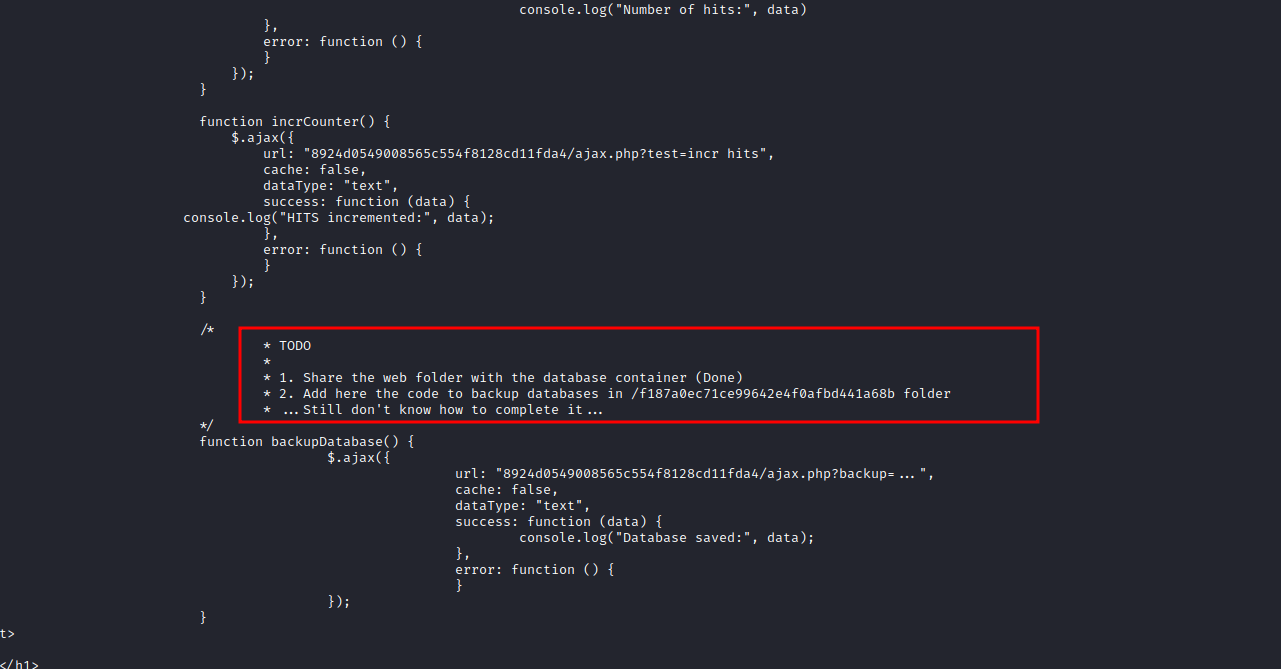 console.log("Number of hits:", data)
},
error: function () {
}
});
}
function incrCounter() {
$.ajax({
url: "8924d0549008565c554f8128cd11fda4/ajax.php?test=incr hits",
cache: false,
dataType: "text",
success: function (data) {
console.log("HITS incremented:", data);
},
error: function () {
}
});
}
/*
* TODO
*
* 1. Share the web folder with the database container (Done)
* 2. Add here the code to backup databases in /f187a0ec71ce99642e4f0afbd441a68b folder
* ...Still don't know how to complete it...
*/
function backupDatabase() {
$.ajax({
url: "8924d0549008565c554f8128cd11fda4/ajax.php?backup=...",
cache: false,
dataType: "text",
success: function (data) {
console.log("Database saved:", data);
},
error: function () {
}
});
}
t>
</h1>